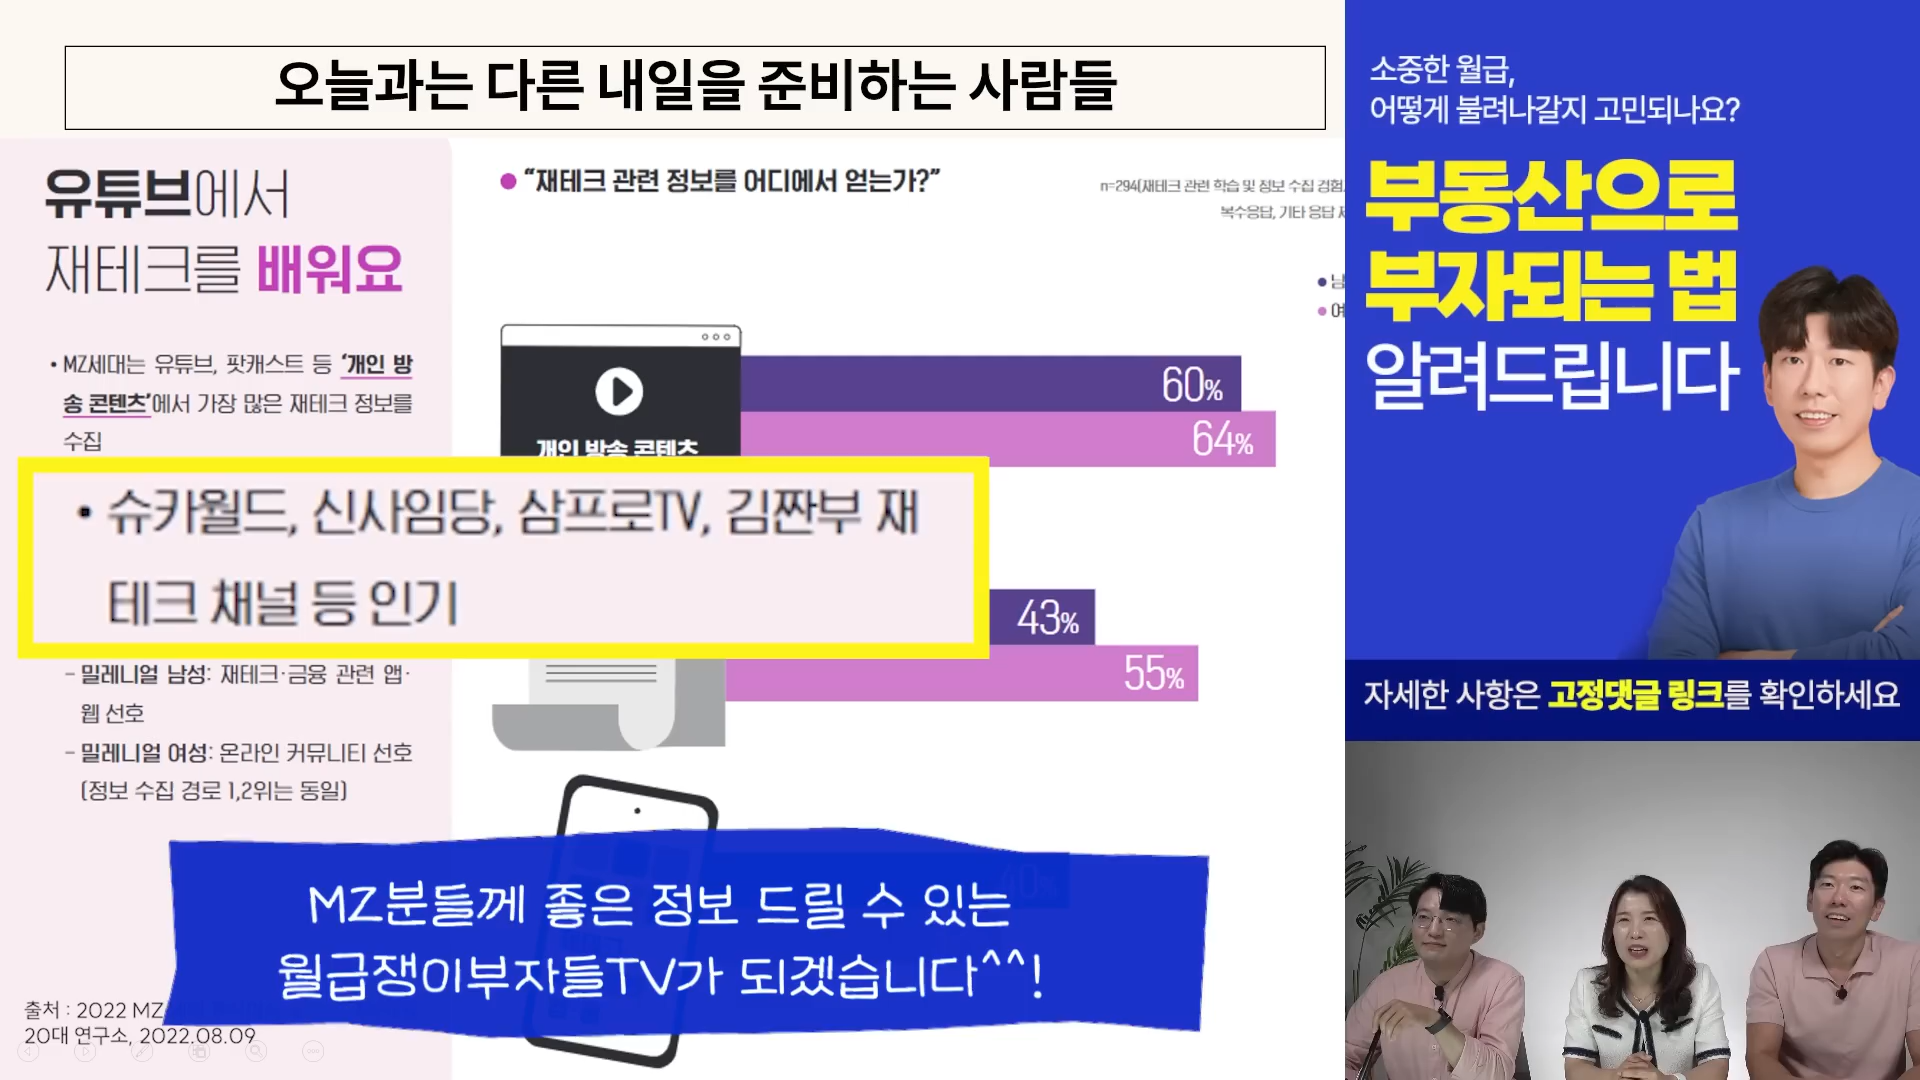 오늘과는 다른 내일을 준비하는 사람들
유튜브에서
재테크를 배워요
• MZ세대는 유튜브, 팟캐스트 등 ‘개인 방
송 콘텐츠’에서 가장 많은 재테크 정보를
수집
• 슈카월드, 신사임당, 삼프로TV, 김짠부 재
테크 채널 등 인기
– 밀레니얼 남성: 재테크·금융 관련 앱·
웹 선호
– 밀레니얼 여성: 온라인 커뮤니티 선호
(정보 수집 경로 1,2위는 동일)
출처 : 2022 MZ
20대 연구소, 2022.08.09
“재테크 관련 정보를 어디에서 얻는가?”
n=294(재테크 관련 학습 및 정보 수집 경험
복수응답, 기타 응답
개인 방송 콘텐츠
60%
64%
43%
55%
MZ분들께 좋은 정보 드릴 수 있는
월급쟁이부자들TV가 되겠습니다^^!
소중한 월급,
어떻게 불려나갈지 고민되나요?
부동산으로
부자되는 법
알려드립니다
자세한 사항은 고정댓글 링크를 확인하세요